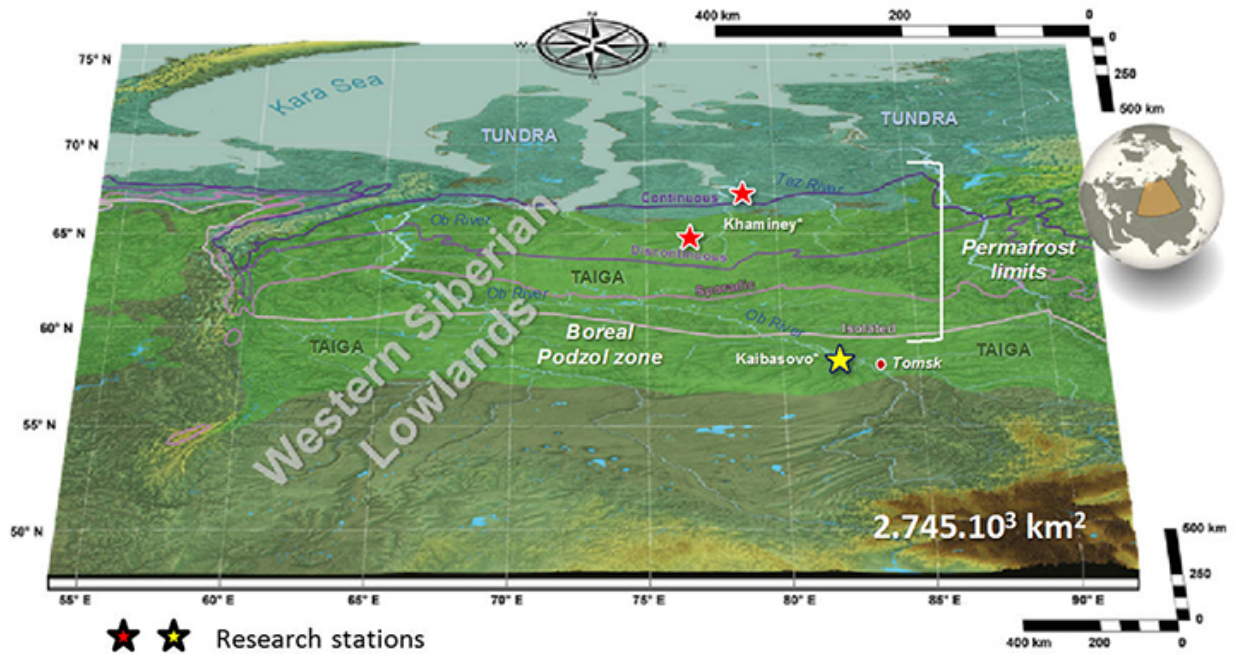 400 km 200 0
0
250
500 km
N
W E
S
75° N
70° N
65° N
60° N
55° N
50° N
Kara Sea
TUNDRA
TUNDRA
Continuous
Taz River
Khaminey*
Ob River
Discontinuous
Permafrost
limits
TAIGA
Sporadic
Ob River
Ob River
Isolated
Boreal
Podzol zone
TAIGA
Kaibasovo*
Tomsk
TAIGA
Western Siberian
Lowlands
2.745.10³ km²
500 km
250
0
55° E 60° E 65° E 70° E 75° E 80° E 85° E 90° E
400 km 200 0
Research stations